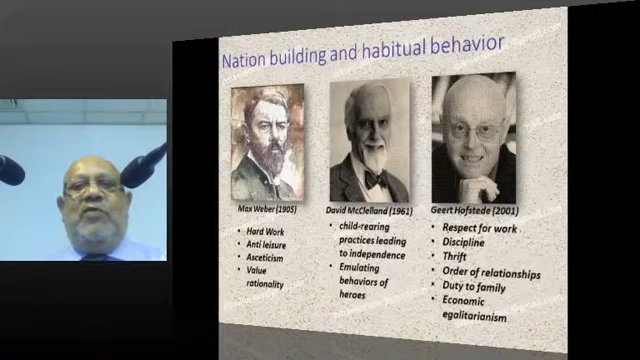 Nation building and habitual behavior
Max Weber (1905)
• Hard Work
• Anti leisure
• Asceticism
• Value
rationality
David McClelland (1961)
• child-rearing
practices leading
to independence
• Emulating
behaviors of
heroes
Geert Hofstede (2001)
• Respect for work
• Discipline
• Thrift
• Order of relationships
• Duty to family
• Economic
egalitarianism